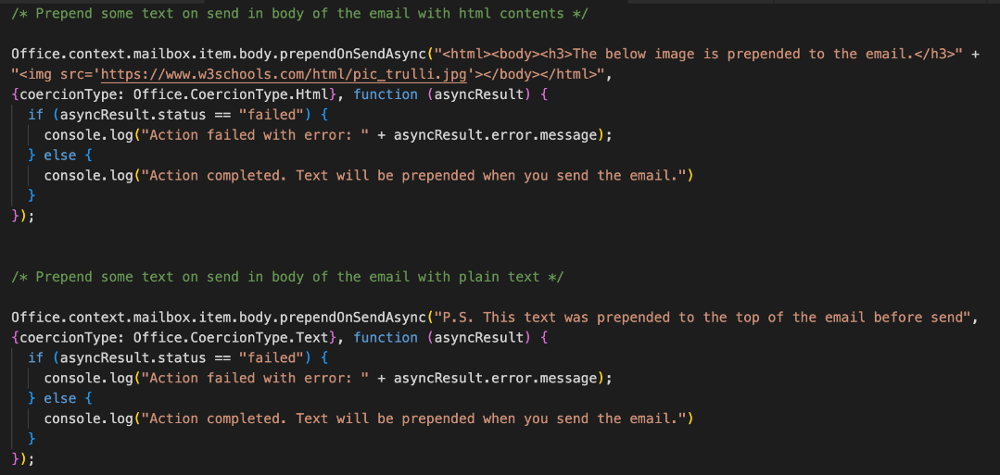 /* Prepend some text on send in body of the email with html contents */
Office.context.mailbox.item.body.prependOnSendAsync("<html><body><h3>The below image is prepended to the email.</h3>" +
"<img src='https://www.w3schools.com/html/pic_trulli.jpg'></body></html>",
{coercionType: Office.CoercionType.Html}, function (asyncResult) {
if (asyncResult.status == "failed") {
console.log("Action failed with error: " + asyncResult.error.message);
} else {
console.log("Action completed. Text will be prepended when you send the email.")
}
});
/* Prepend some text on send in body of the email with plain text */
Office.context.mailbox.item.body.prependOnSendAsync("P.S. This text was prepended to the top of the email before send",
{coercionType: Office.CoercionType.Text}, function (asyncResult) {
if (asyncResult.status == "failed") {
console.log("Action failed with error: " + asyncResult.error.message);
} else {
console.log("Action completed. Text will be prepended when you send the email.")
}
});